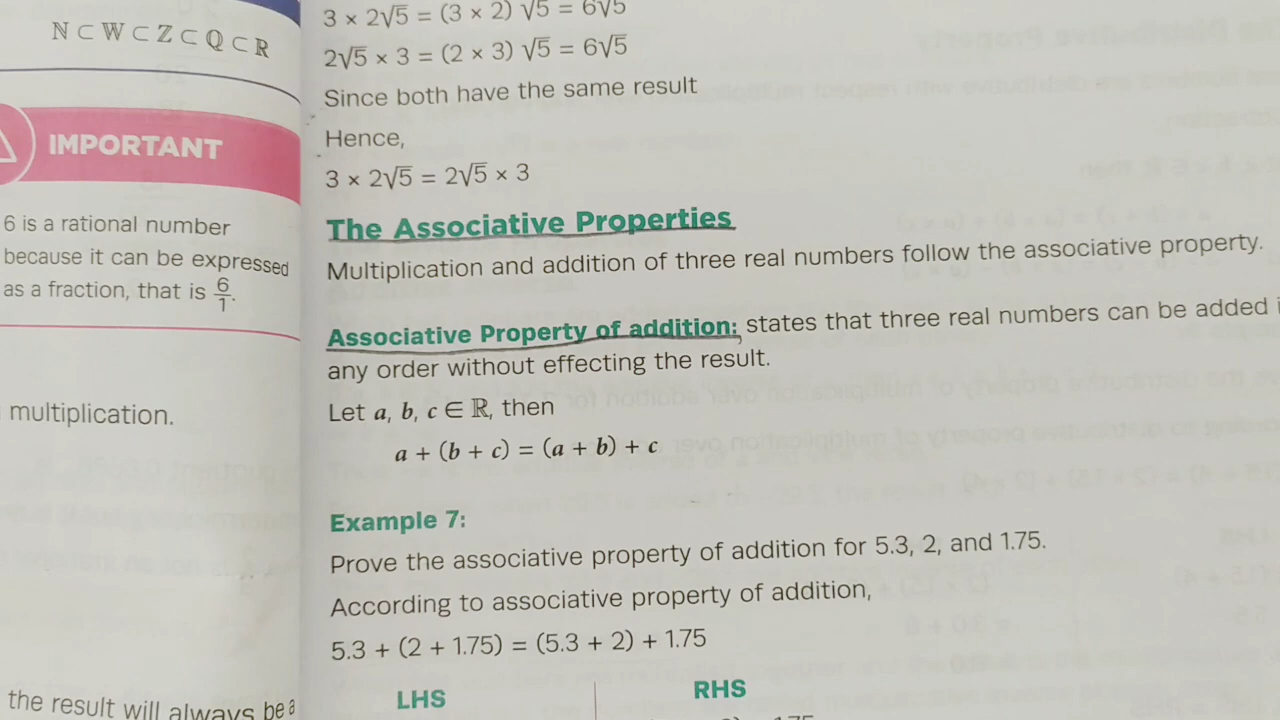 N ⊂ W ⊂ Z ⊂ Q ⊂ R
IMPORTANT
6 is a rational number
because it can be expressed
as a fraction, that is 6/1.
multiplication.
the result will always be a
3 × 2√5 = (3 × 2) √5 = 6√5
2√5 × 3 = (2 × 3) √5 = 6√5
Since both have the same result
Hence,
3 × 2√5 = 2√5 × 3
The Associative Properties
Multiplication and addition of three real numbers follow the associative property.
Associative Property of addition: states that three real numbers can be added
any order without effecting the result.
Let a, b, c ∈ ℝ, then
a + (b + c) = (a + b) + c
Example 7:
Prove the associative property of addition for 5.3, 2, and 1.75.
According to associative property of addition,
5.3 + (2 + 1.75) = (5.3 + 2) + 1.75
LHS RHS